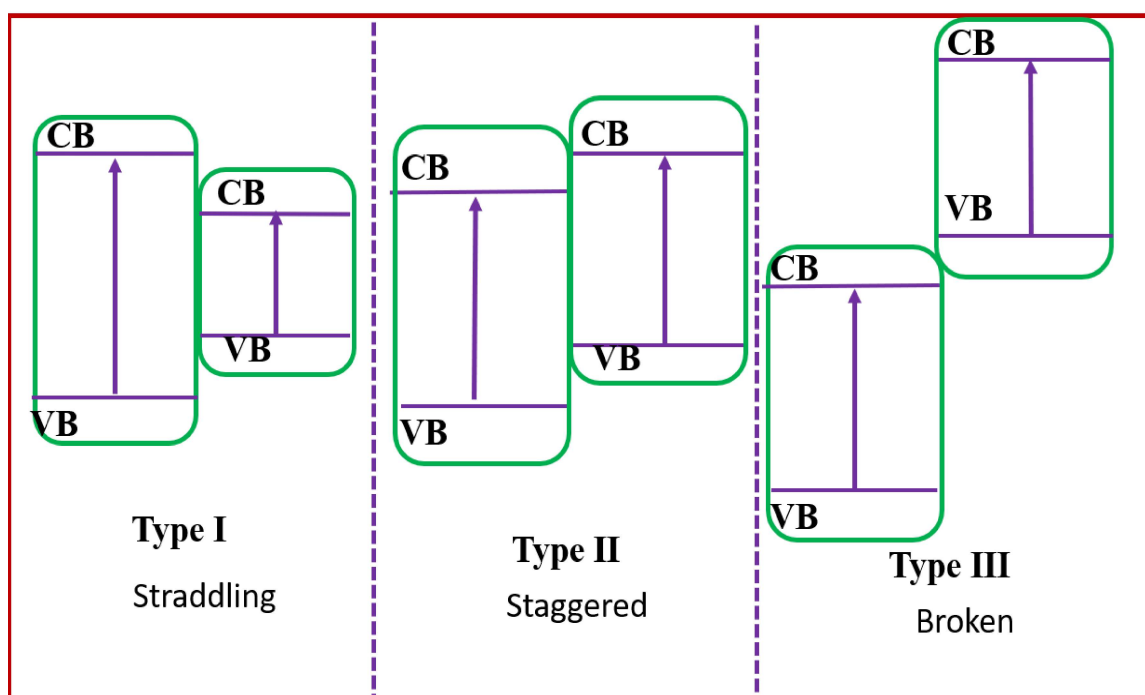 CB
CB
VB
VB
Type I
Straddling
CB
CB
VB
VB
Type II
Staggered
CB
VB
CB
VB
Type III
Broken